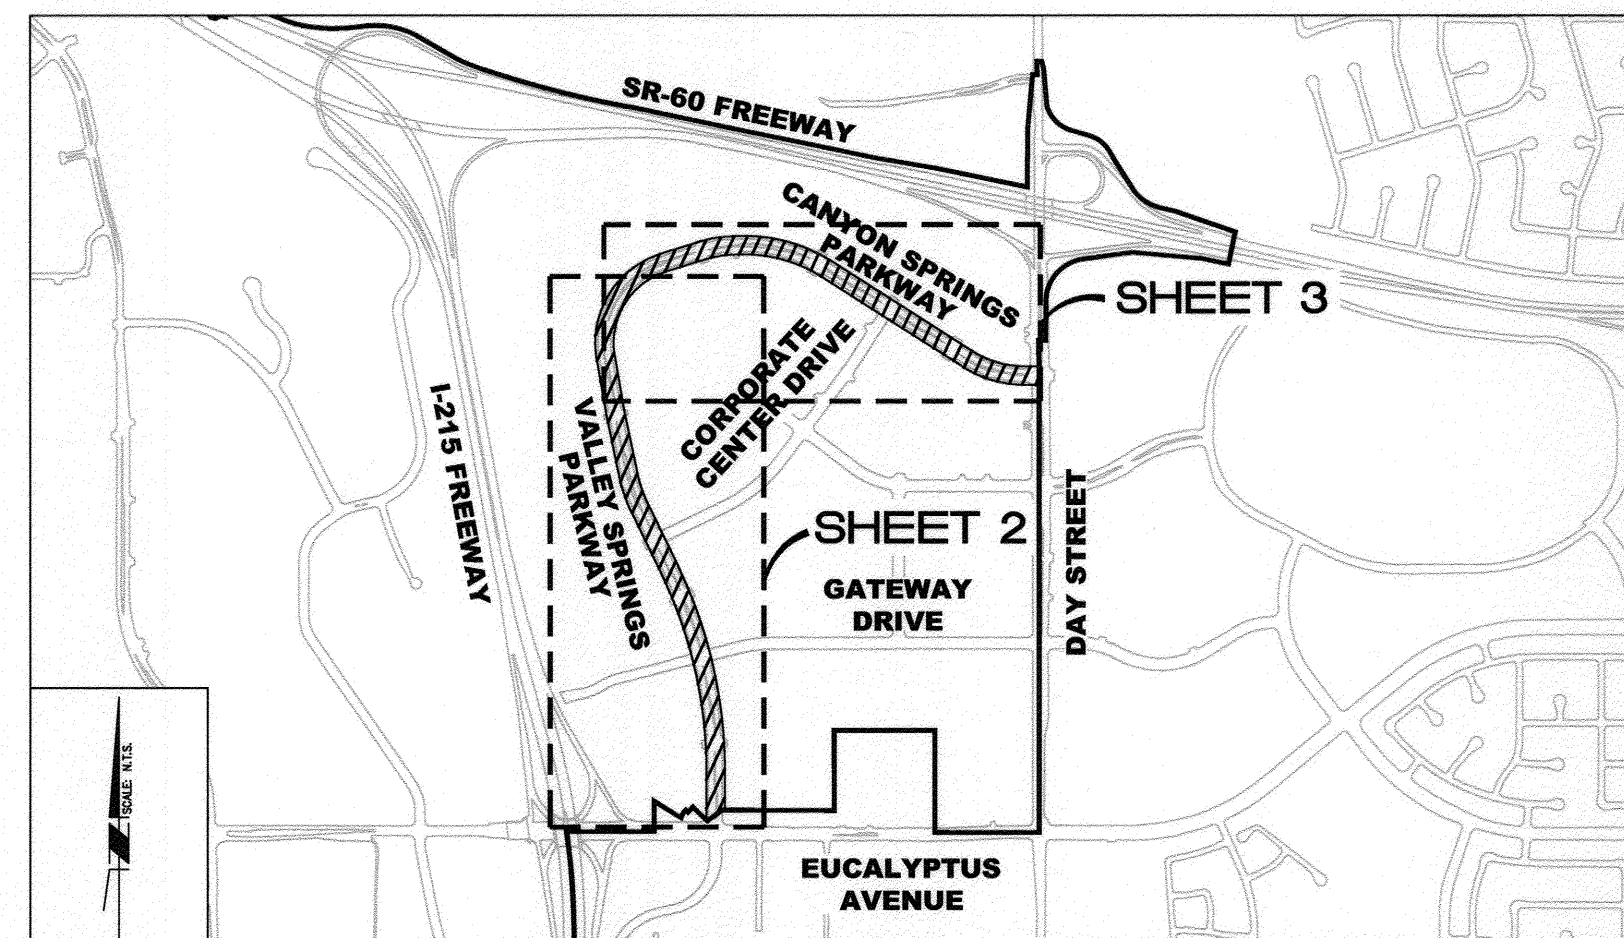 SR-60 FREEWAY
CANYON SPRINGS
PARKWAY
SHEET 3
CORPORATE
CENTER DRIVE
I-215 FREEWAY
VALLEY SPRINGS
PARKWAY
SHEET 2
GATEWAY
DRIVE
DAY STREET
SCALE: N.T.S.
EUCALYPTUS
AVENUE